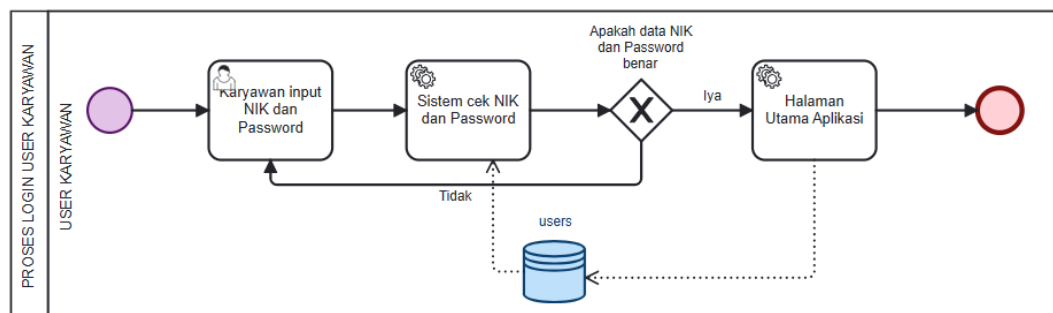 PROSES LOGIN USER KARYAWAN
USER KARYAWAN
Karyawan input
NIK dan
Password
Sistem cek NIK
dan Password
Apakah data NIK
dan Password
benar
Iya
Halaman
Utama Aplikasi
Tidak
users